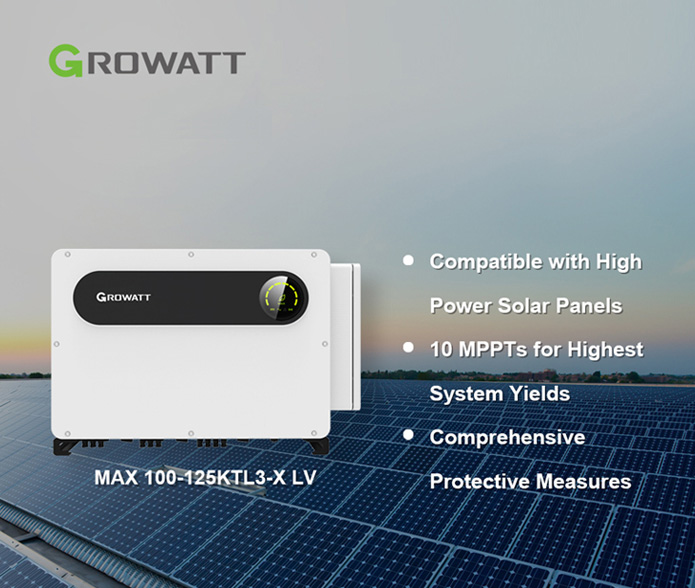 GROWATT
GROWATT
MAX 100-125KTL3-X LV
Compatible with High
Power Solar Panels
10 MPPTs for Highest
System Yields
Comprehensive
Protective Measures